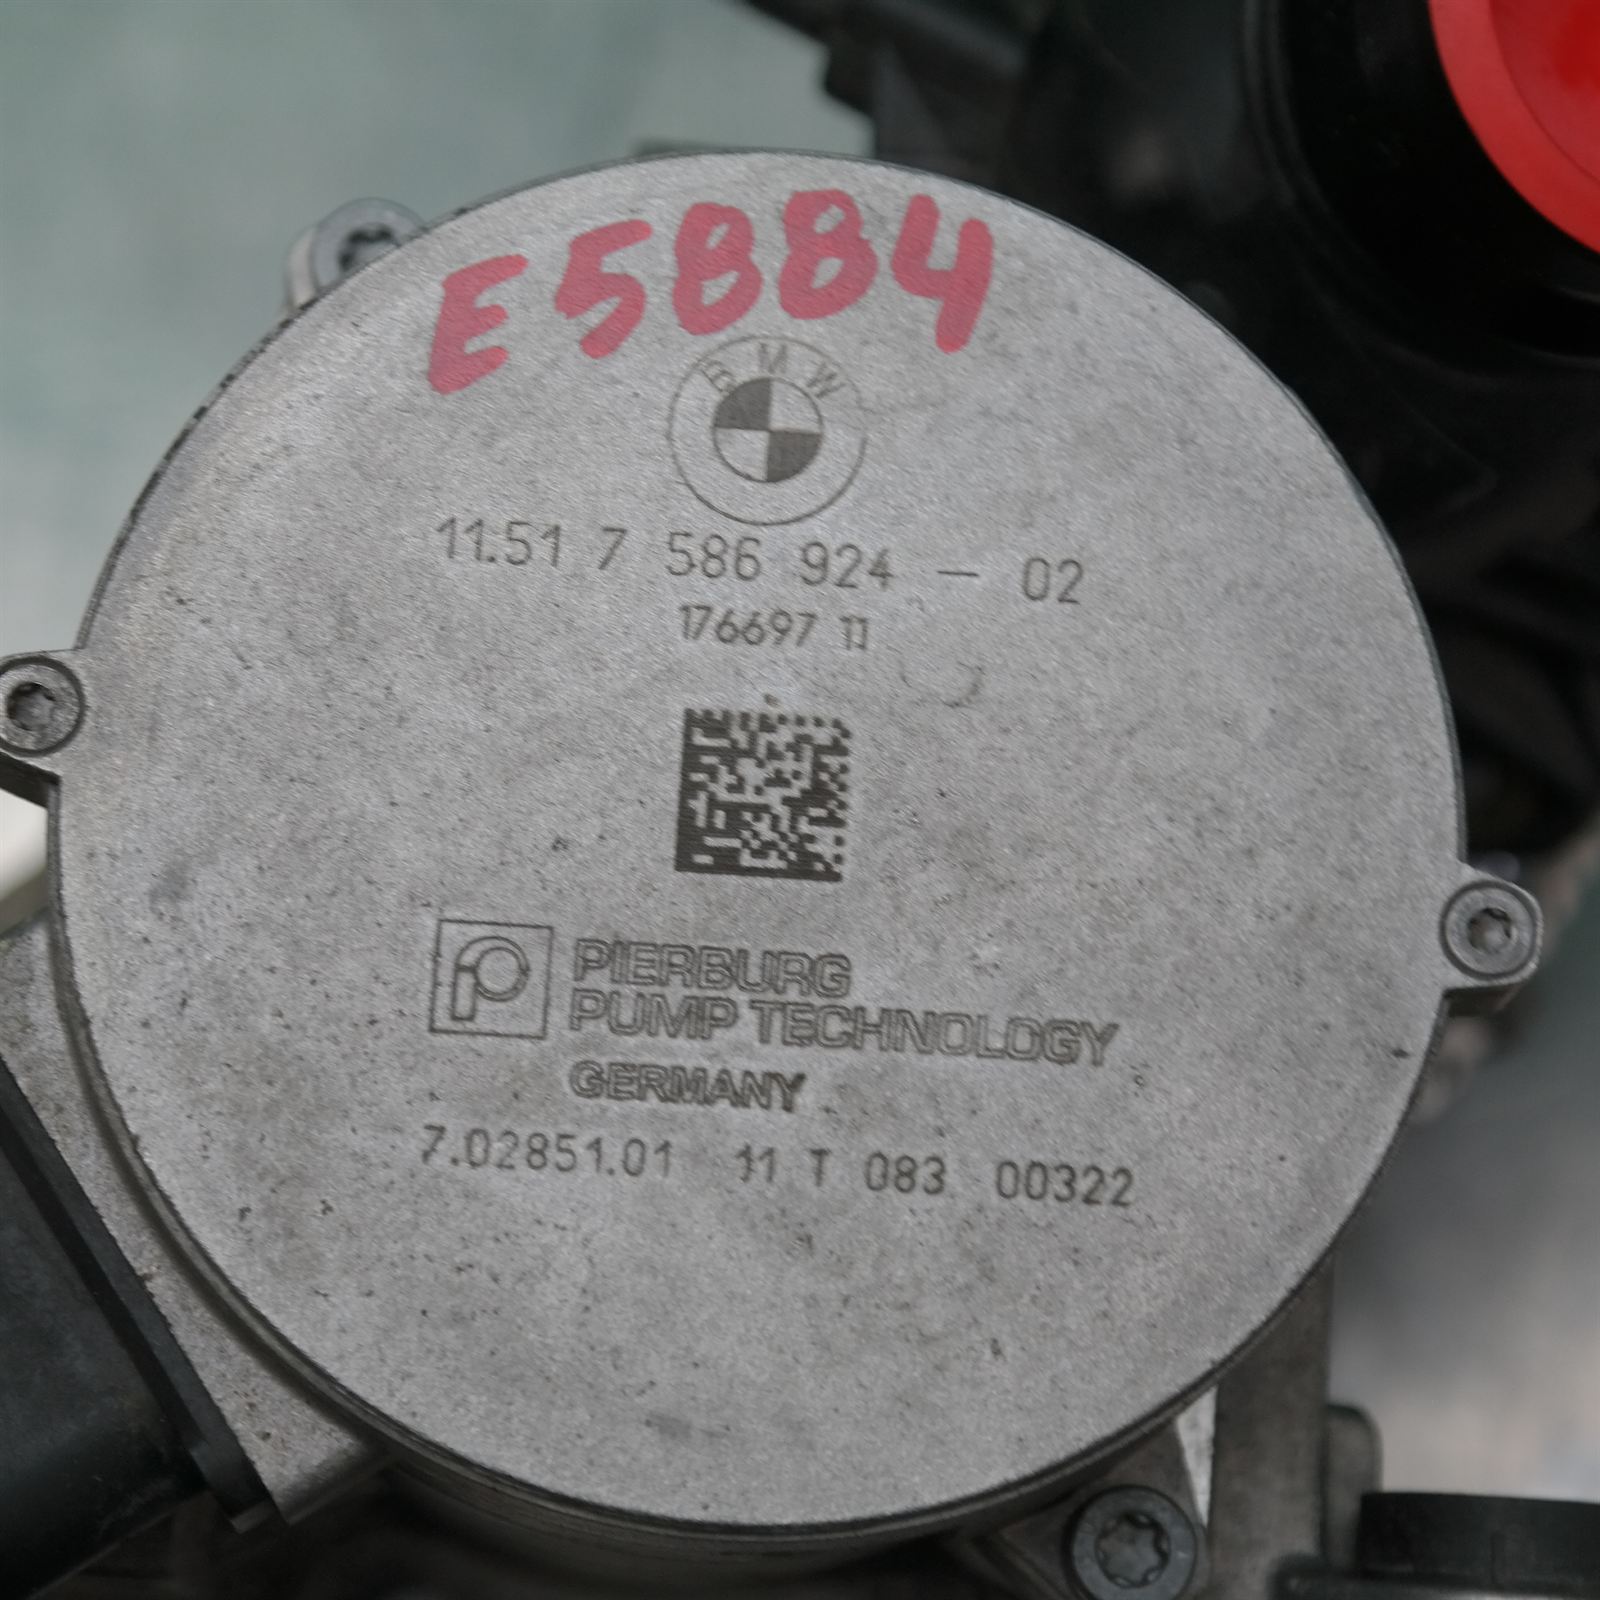 E5884
BMW
11.51 7 586 924 - 02
176697 11
PIERBURG
PUMP TECHNOLOGY
GERMANY
7.02851.01 11 T 083 00322